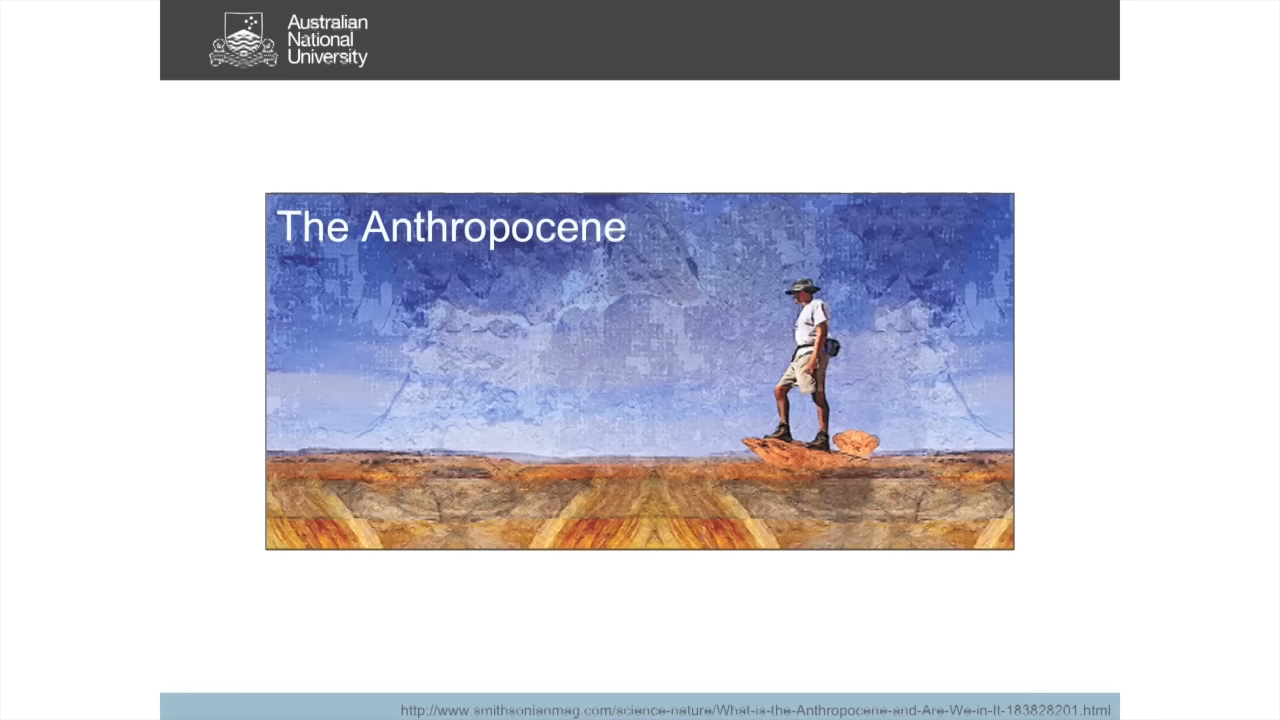 Australian
National
University
The Anthropocene
http://www.smithsonianmag.com/science-nature/What-is-the-Anthropocene-and-Are-We-in-It-183828201.html